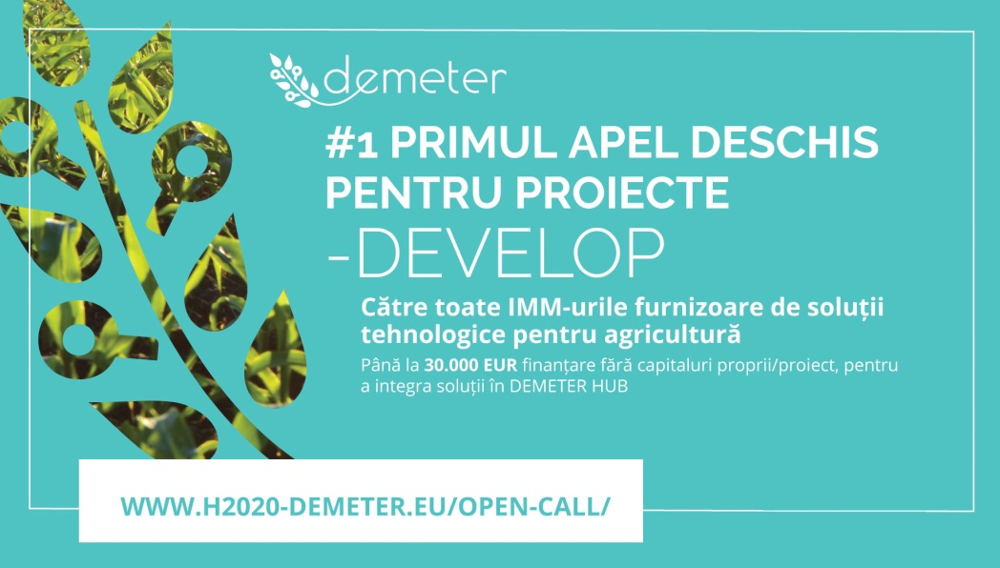 demeter
#1 PRIMUL APEL DESCHIS
PENTRU PROIECTE
-DEVELOP
Către toate IMM-urile furnizoare de soluții
tehnologice pentru agricultură
Până la 30.000 EUR finanțare fără capitaluri proprii/proiect, pentru
a integra soluții în DEMETER HUB
WWW.H2020-DEMETER.EU/OPEN-CALL/